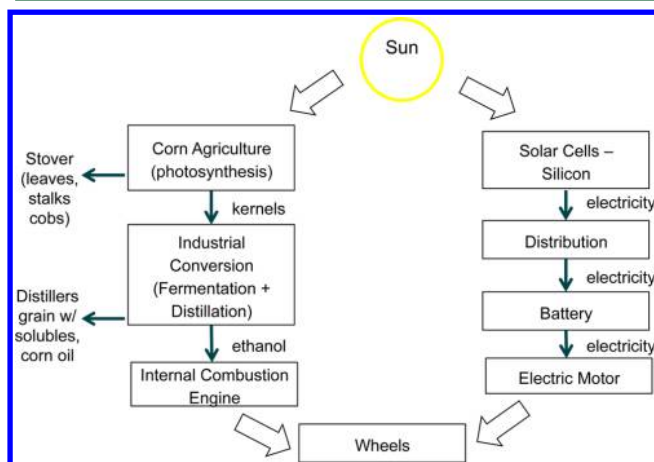 Sun
Corn Agriculture
(photosynthesis)
Stover
(leaves,
stalks
cobs)
kernels
Industrial
Conversion
(Fermentation +
Distillation)
Distillers
grain w/
solubles,
corn oil
ethanol
Internal Combustion
Engine
Solar Cells –
Silicon
electricity
Distribution
electricity
Battery
electricity
Electric Motor
Wheels